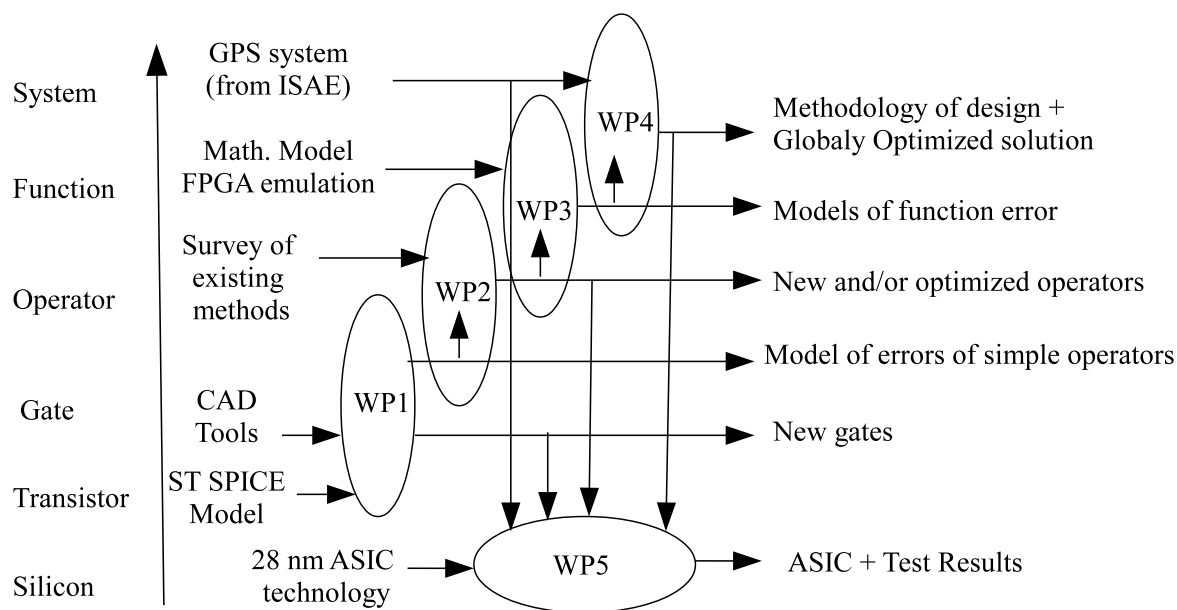 GPS system
(from ISAE)
System
Methodology of design +
Globaly Optimized solution
WP4
Math. Model
FPGA emulation
Function
WP3
Models of function error
Survey of
existing
methods
Operator
WP2
New and/or optimized operators
Model of errors of simple operators
Gate
CAD
Tools
WP1
New gates
Transistor
ST SPICE
Model
Silicon
28 nm ASIC
technology
WP5
ASIC + Test Results